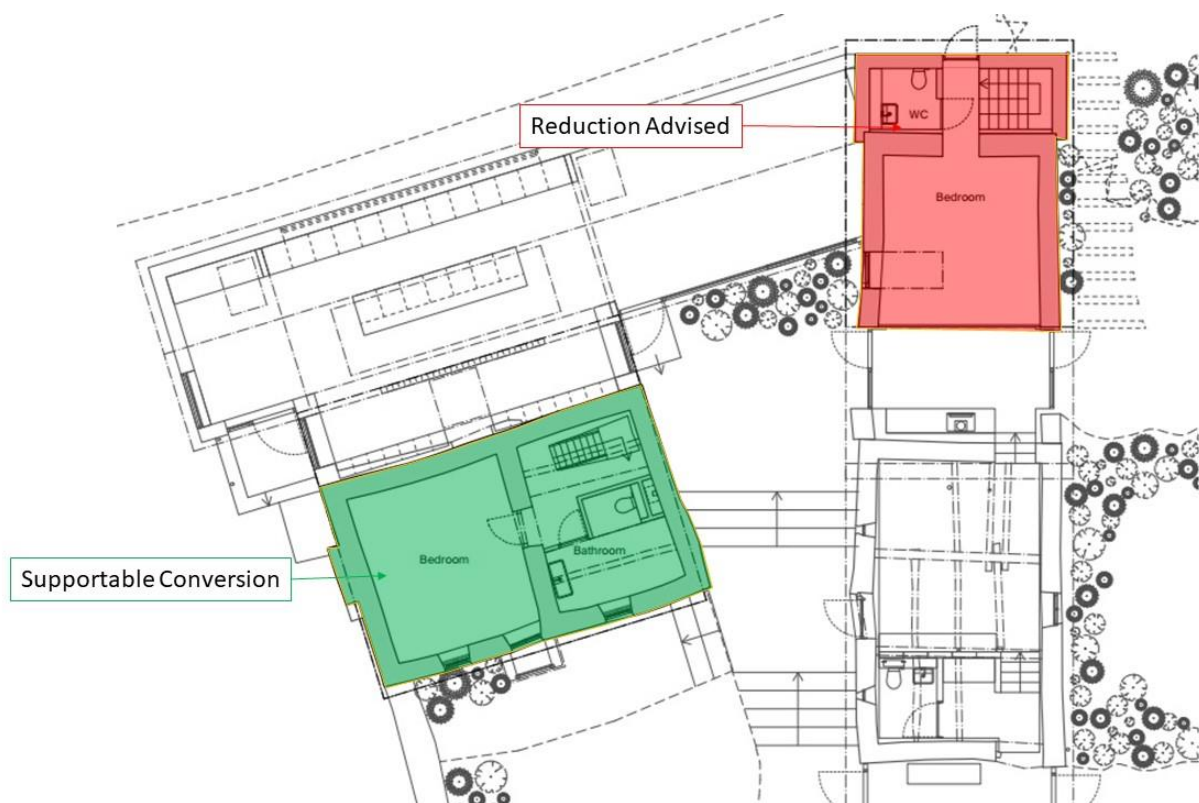 Reduction Advised
WC
Bedroom
Supportable Conversion
Bedroom
Bathroom